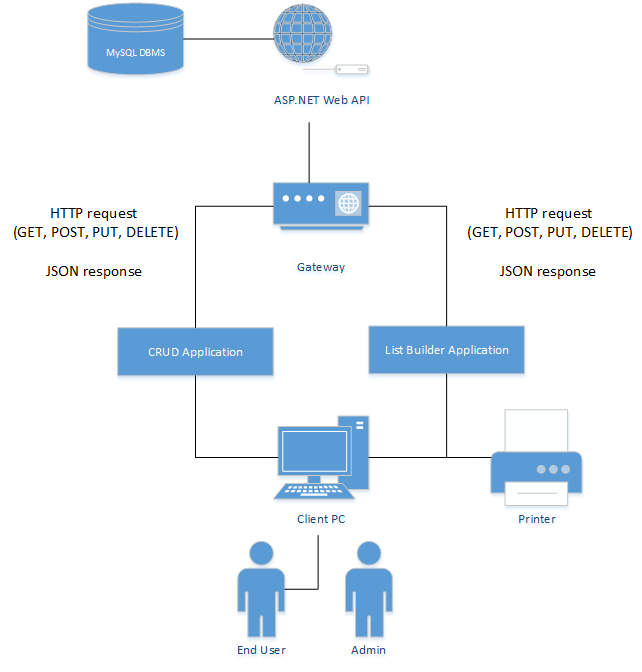 MySQL DBMS
ASP.NET Web API
HTTP request
(GET, POST, PUT, DELETE)
JSON response
HTTP request
(GET, POST, PUT, DELETE)
JSON response
Gateway
CRUD Application
List Builder Application
Client PC
Printer
End User
Admin